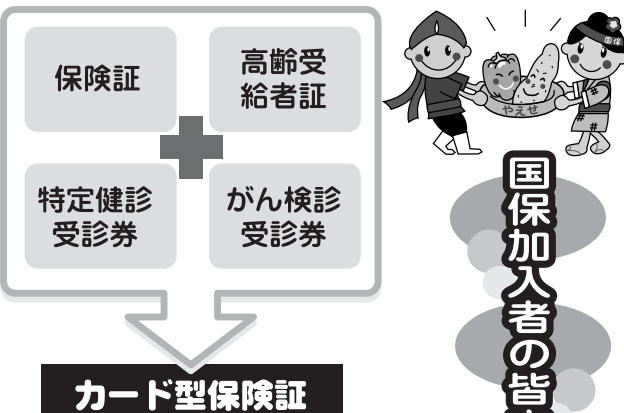 保険証
高齢受
給者証
特定健診
受診券
がん検診
受診券
カード型保険証
国保
やえせ
国保加入者の皆